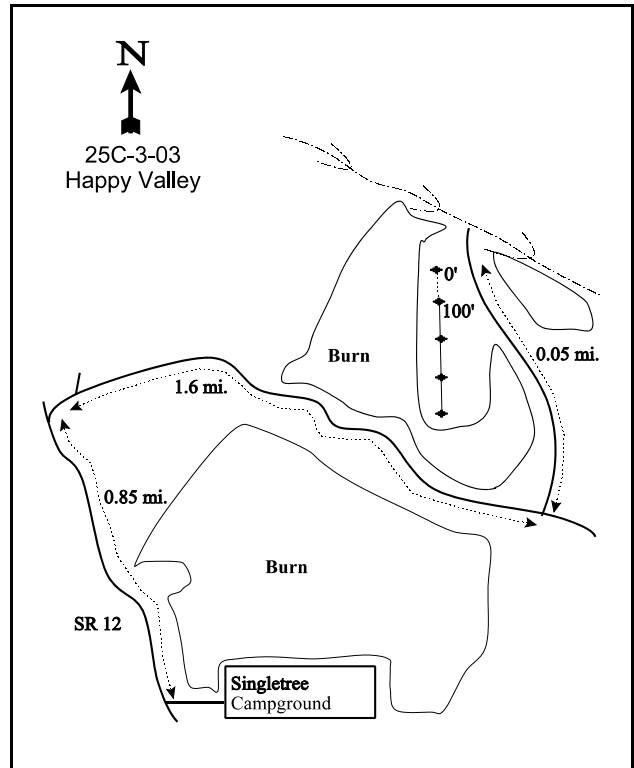 N
25C-3-03
Happy Valley
0'
100'
Burn
0.05 mi.
1.6 mi.
0.85 mi.
Burn
SR 12
Singletree
Campground